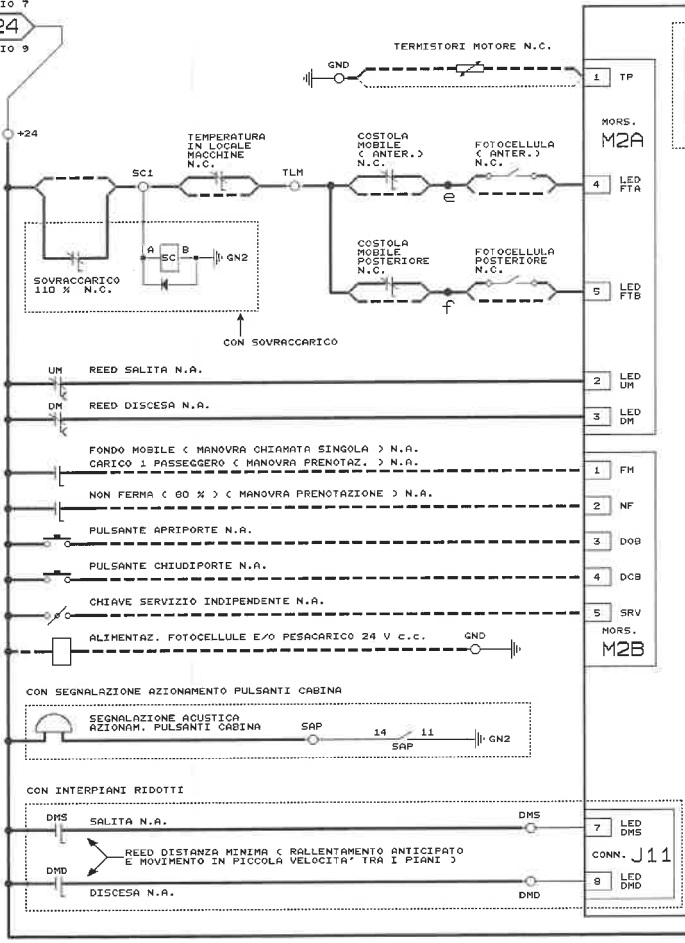 IO 7
24
IO 9
TERMISTORI MOTORE N.C.
GND
1 TP
+24
MORS.
M2A
TEMPERATURA
IN LOCALE
MACCHINE
N.C.
COSTOLA
MOBILE
( ANTER.)
N.C.
FOTOCELLULA
( ANTER.)
N.C.
SC1
TLM
4 LED
FTA
e
A SC B
GN2
SOVRACCARICO
110 % N.C.
COSTOLA
MOBILE
POSTERIORE
N.C.
FOTOCELLULA
POSTERIORE
N.C.
5 LED
FTB
f
CON SOVRACCARICO
UM REED SALITA N.A.
2 LED
UM
DM REED DISCESA N.A.
3 LED
DM
FONDO MOBILE ( MANOVRA CHIAMATA SINGOLA ) N.A.
CARICO 1 PASSEGGERO ( MANOVRA PRENOTAZ. ) N.A.
1 FM
NON FERMA ( 80 % ) ( MANOVRA PRENOTAZIONE ) N.A.
2 NF
PULSANTE APRIPORTE N.A.
3 DOB
PULSANTE CHIUDIPORTE N.A.
4 DCB
CHIAVE SERVIZIO INDIPENDENTE N.A.
5 SRV
MORS.
M2B
ALIMENTAZ. FOTOCELLULE E/O PESACARICO 24 V c.c.
GND
CON SEGNALAZIONE AZIONAMENTO PULSANTI CABINA
SEGNALAZIONE ACUSTICA
AZIONAM. PULSANTI CABINA
SAP
14 11
SAP
GN2
CON INTERPIANI RIDOTTI
DMS SALITA N.A.
DMS
7 LED
DMS
REED DISTANZA MINIMA ( RALLENTAMENTO ANTICIPATO
E MOVIMENTO IN PICCOLA VELOCITA' TRA I PIANI )
CONN. J11
DMD
DISCESA N.A.
DMD
8 LED
DMD